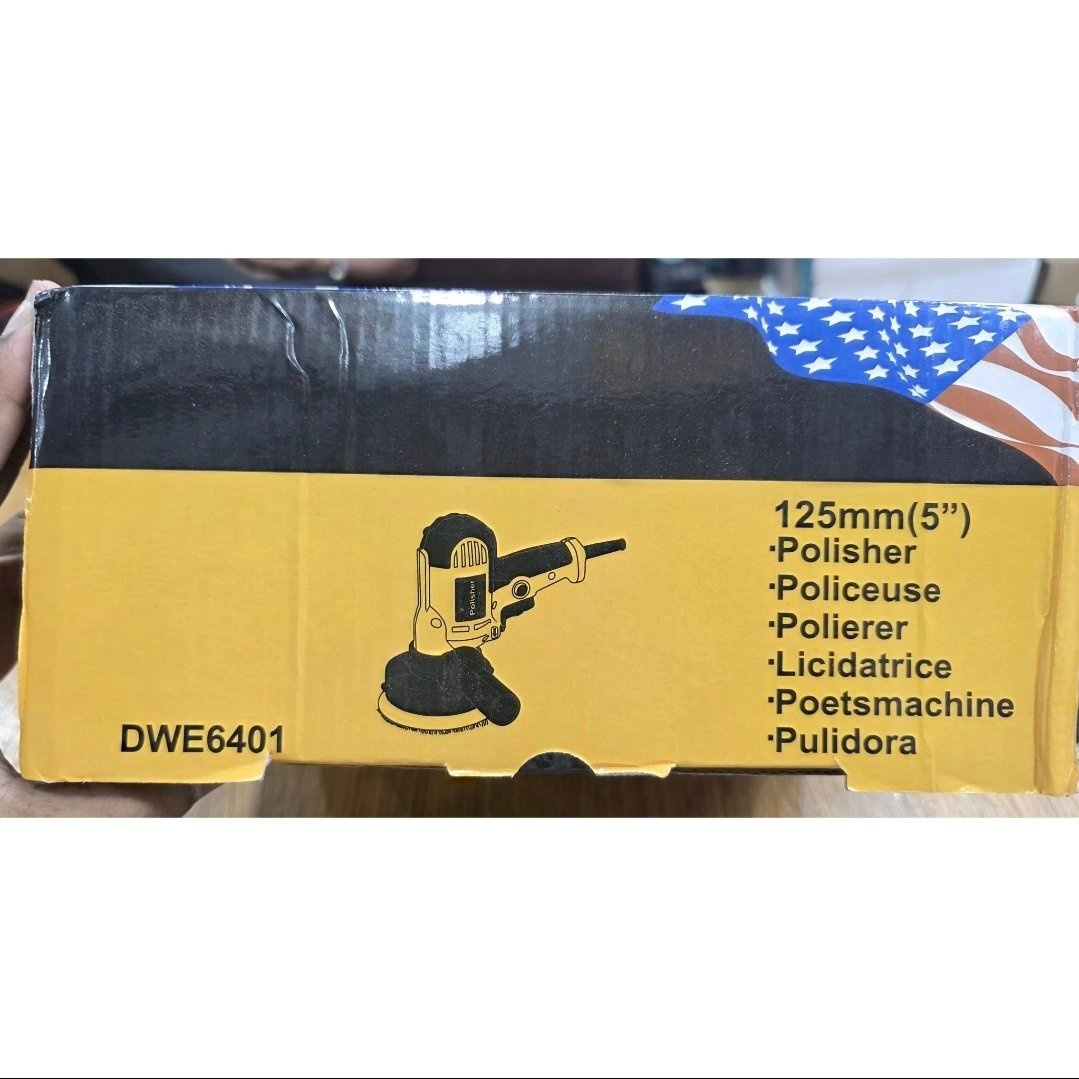 125mm(5”)
·Polisher
·Policeuse
·Polierer
·Licidatrice
·Poetsmachine
·Pulidora
Polisher
DWE6401